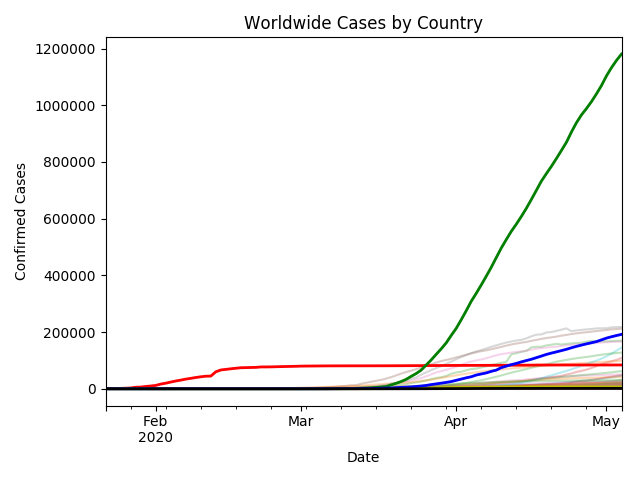 Worldwide Cases by Country
1200000
1000000
800000
600000
400000
200000
0
Confirmed Cases
Feb
2020
Mar
Apr
May
Date